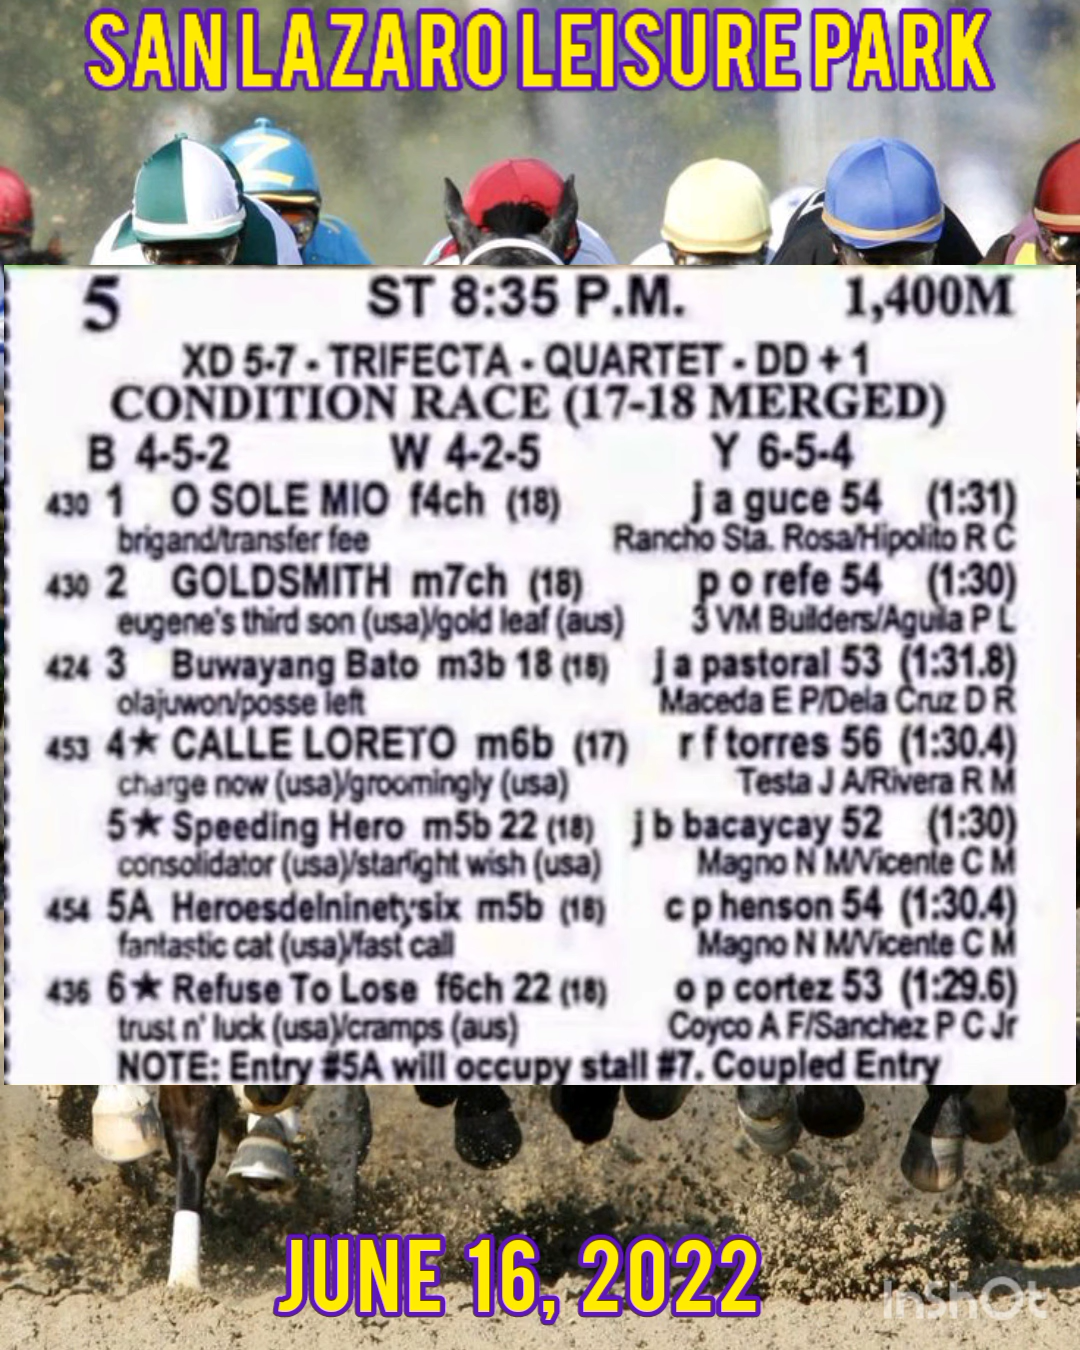 SAN LAZARO LEISURE PARK
5 ST 8:35 P.M. 1,400M
XD 5-7 - TRIFECTA - QUARTET - DD + 1
CONDITION RACE (17-18 MERGED)
B 4-5-2 W 4-2-5 Y 6-5-4
430 1 O SOLE MIO f4ch (18) j a guce 54 (1:31)
brigand/transfer fee Rancho Sta. Rosa/Hipolito R C
430 2 GOLDSMITH m7ch (18) p o refe 54 (1:30)
eugene's third son (usa)/gold leaf (aus) 3 VM Builders/Aguila P L
424 3 Buwayang Bato m3b 18 (18) j a pastoral 53 (1:31.8)
olajuwon/posse left Maceda E P/Dela Cruz D R
453 4★ CALLE LORETO m6b (17) r f torres 56 (1:30.4)
charge now (usa)/groomingly (usa) Testa J A/Rivera R M
5★ Speeding Hero m5b 22 (18) j b bacaycay 52 (1:30)
consolidator (usa)/starlight wish (usa) Magno N M/Vicente C M
454 5A Heroesdelninetysix m5b (18) c p henson 54 (1:30.4)
fantastic cat (usa)/fast call Magno N M/Vicente C M
436 6★ Refuse To Lose f6ch 22 (18) o p cortez 53 (1:29.6)
trust n' luck (usa)/cramps (aus) Coyco A F/Sanchez P C Jr
NOTE: Entry #5A will occupy stall #7. Coupled Entry
JUNE 16, 2022
InShOt